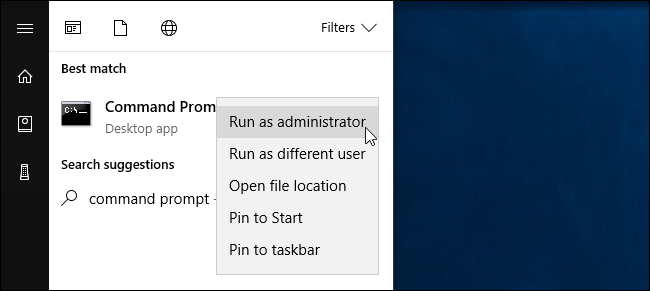 Filters
Best match
C:\.
Command Prom
Desktop app
Run as administrator
Run as different user
Search suggestions
Open file location
command prompt -
Pin to Start
Pin to taskbar